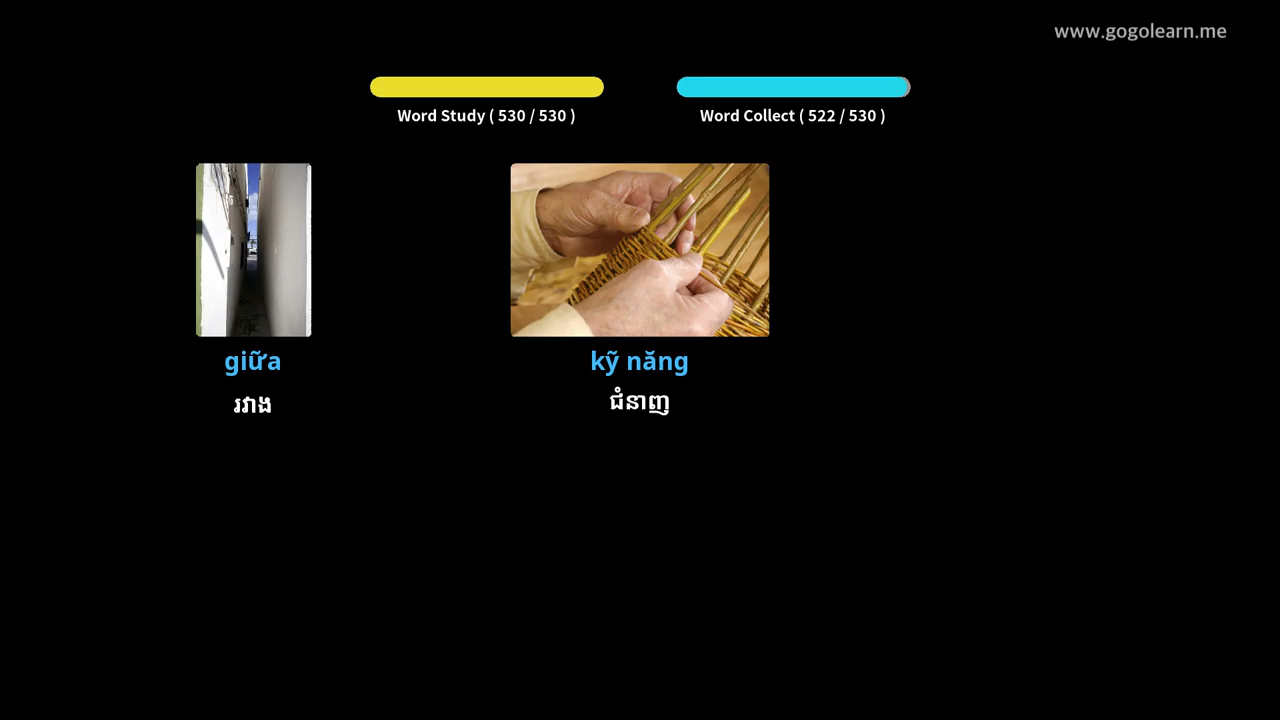 www.gogolearn.me
Word Study ( 530 / 530 )
Word Collect ( 522 / 530 )
giữa
kỹ năng
រវាង
ជំនាញ